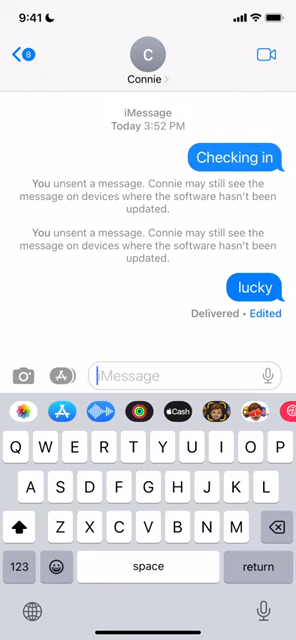 9:41
8
C
Connie
iMessage
Today 3:52 PM
Checking in
You unsent a message. Connie may still see the
message on devices where the software hasn't been
updated.
You unsent a message. Connie may still see the
message on devices where the software hasn't been
updated.
lucky
Delivered • Edited
iMessage
Cash
Q W E R T Y U I O P
A S D F G H J K L
Z X C V B N M
123 space return